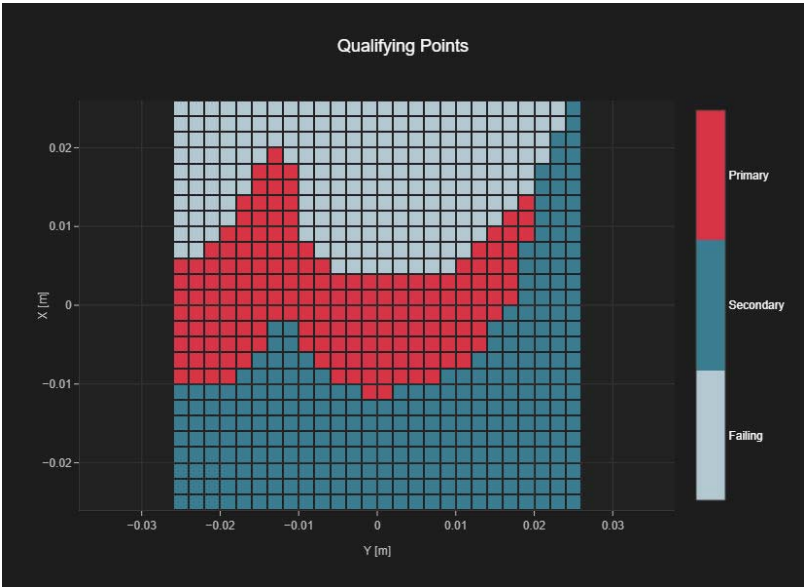 Qualifying Points
0.02
0.01
0
−0.01
−0.02
X [m]
−0.03
−0.02
−0.01
0
0.01
0.02
0.03
Y [m]
Primary
Secondary
Failing